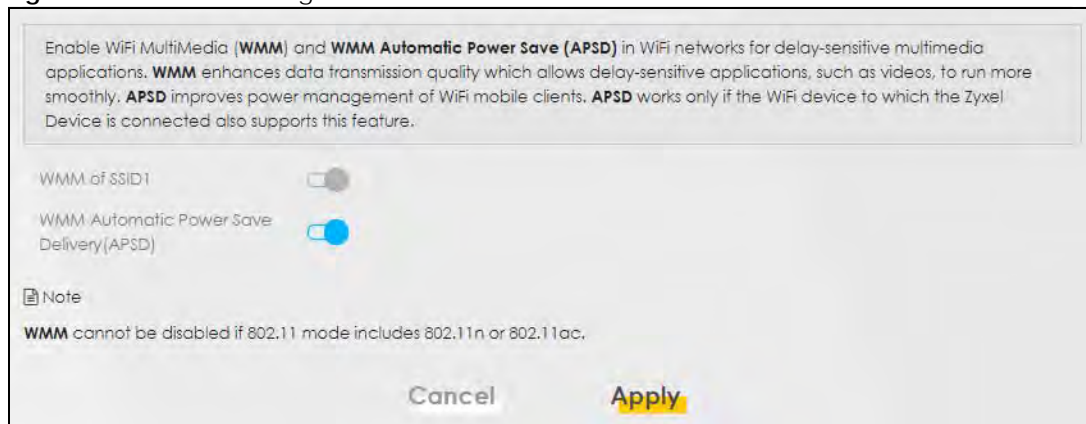 Enable WiFi MultiMedia (WMM) and WMM Automatic Power Save (APSD) in WiFi networks for delay-sensitive multimedia
applications. WMM enhances data transmission quality which allows delay-sensitive applications, such as videos, to run more
smoothly. APSD improves power management of WiFi mobile clients. APSD works only if the WiFi device to which the Zyxel
Device is connected also supports this feature.
WMM of SSID1
WMM Automatic Power Save
Delivery(APSD)
Note
WMM cannot be disabled if 802.11 mode includes 802.11n or 802.11ac.
Cancel Apply